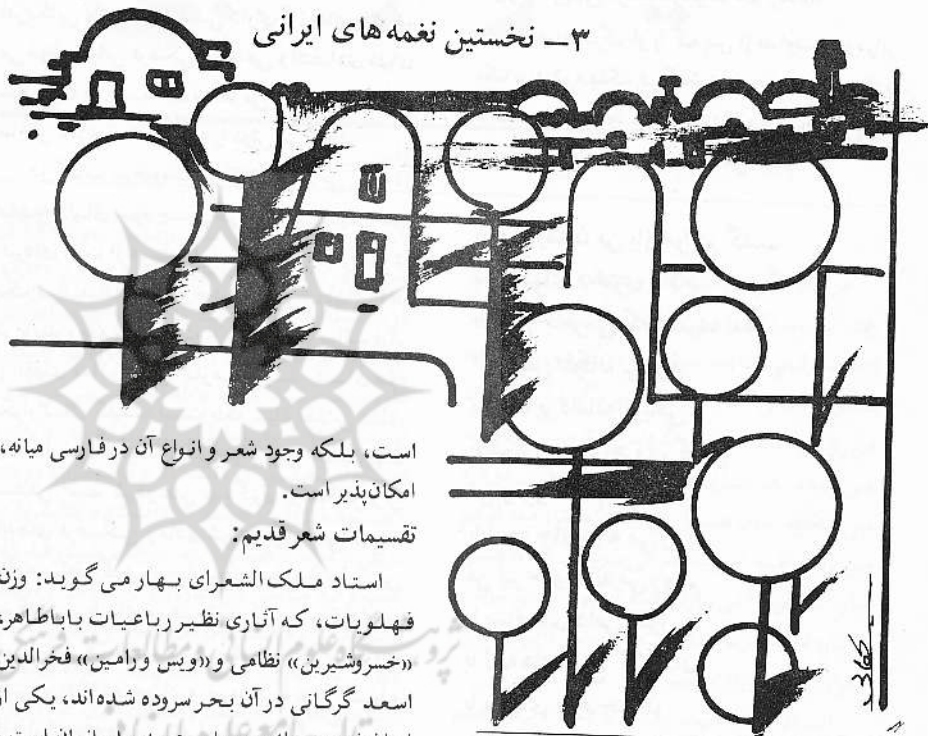 ۳ــ نخستین نغمه‌های ایرانی
است، بلکه وجود شعر و انواع آن در فارسی میانه،
امکان‌پذیر است.
تقسیمات شعر قدیم:
استاد ملک‌الشعرای بهار می‌گوید: وزن
فهلویات، که آثاری نظیر رباعیات باباطاهر،
«خسروشیرین» نظامی و «ویس و رامین» فخرالدین
اسعد گرگانی در آن بحر سروده شده‌اند، یکی از